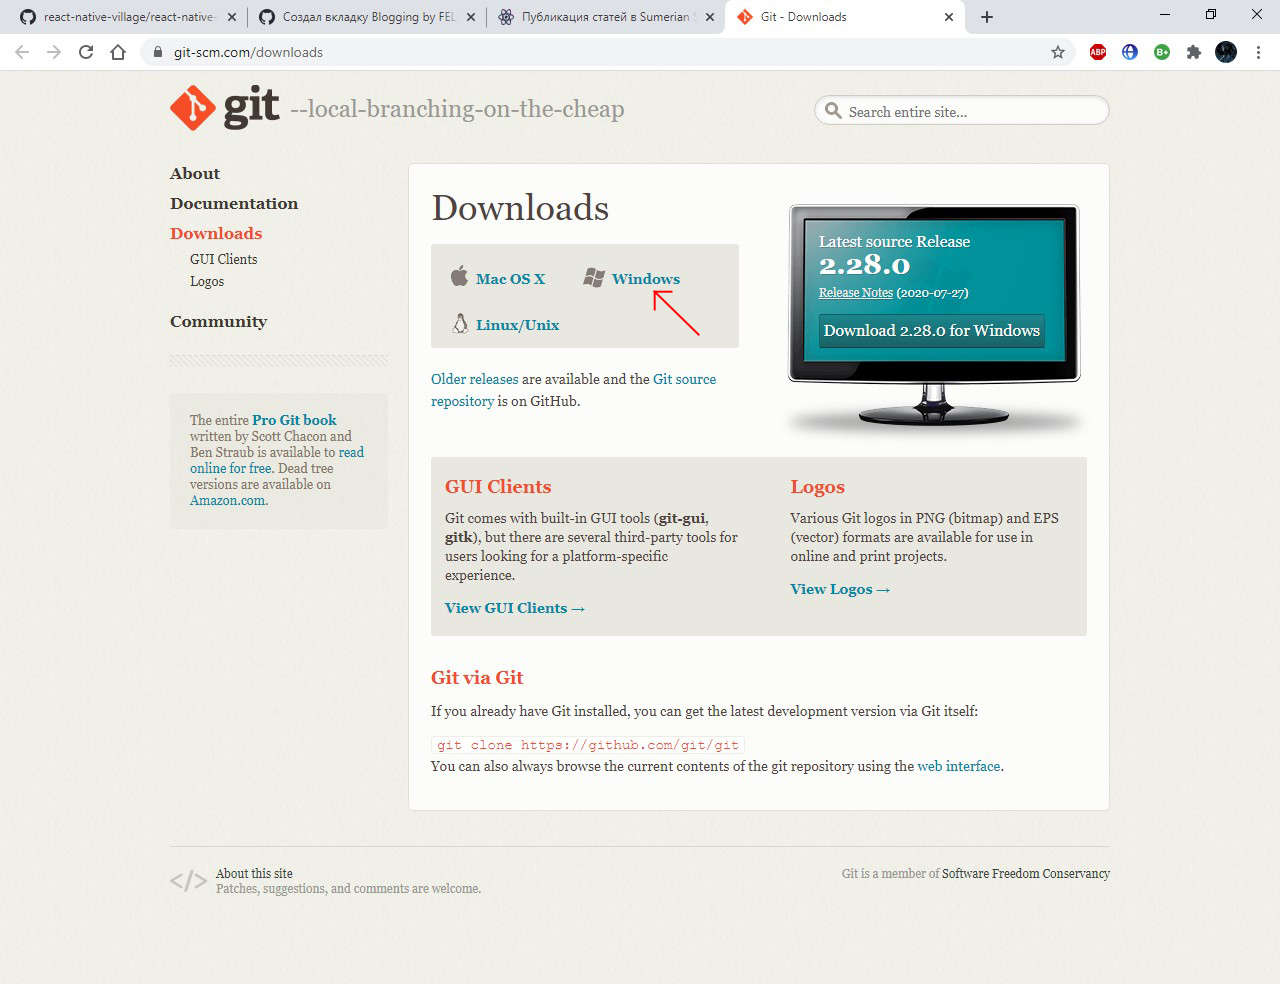 react-native-village/react-native-
Создал вкладку Blogging by FEL
Публикация статей в Sumerian S
Git - Downloads
git-scm.com/downloads
ABP
B+
git --local-branching-on-the-cheap
Search entire site...
About
Documentation
Downloads
GUI Clients
Logos
Community
The entire Pro Git book
written by Scott Chacon and
Ben Straub is available to read
online for free. Dead tree
versions are available on
Amazon.com.
Downloads
Mac OS X
Windows
Linux/Unix
Older releases are available and the Git source
repository is on GitHub.
Latest source Release
2.28.0
Release Notes (2020-07-27)
Download 2.28.0 for Windows
GUI Clients
Git comes with built-in GUI tools (git-gui,
gitk), but there are several third-party tools for
users looking for a platform-specific
experience.
View GUI Clients →
Logos
Various Git logos in PNG (bitmap) and EPS
(vector) formats are available for use in
online and print projects.
View Logos →
Git via Git
If you already have Git installed, you can get the latest development version via Git itself:
git clone https://github.com/git/git
You can also always browse the current contents of the git repository using the web interface.
</> About this site
Patches, suggestions, and comments are welcome.
Git is a member of Software Freedom Conservancy